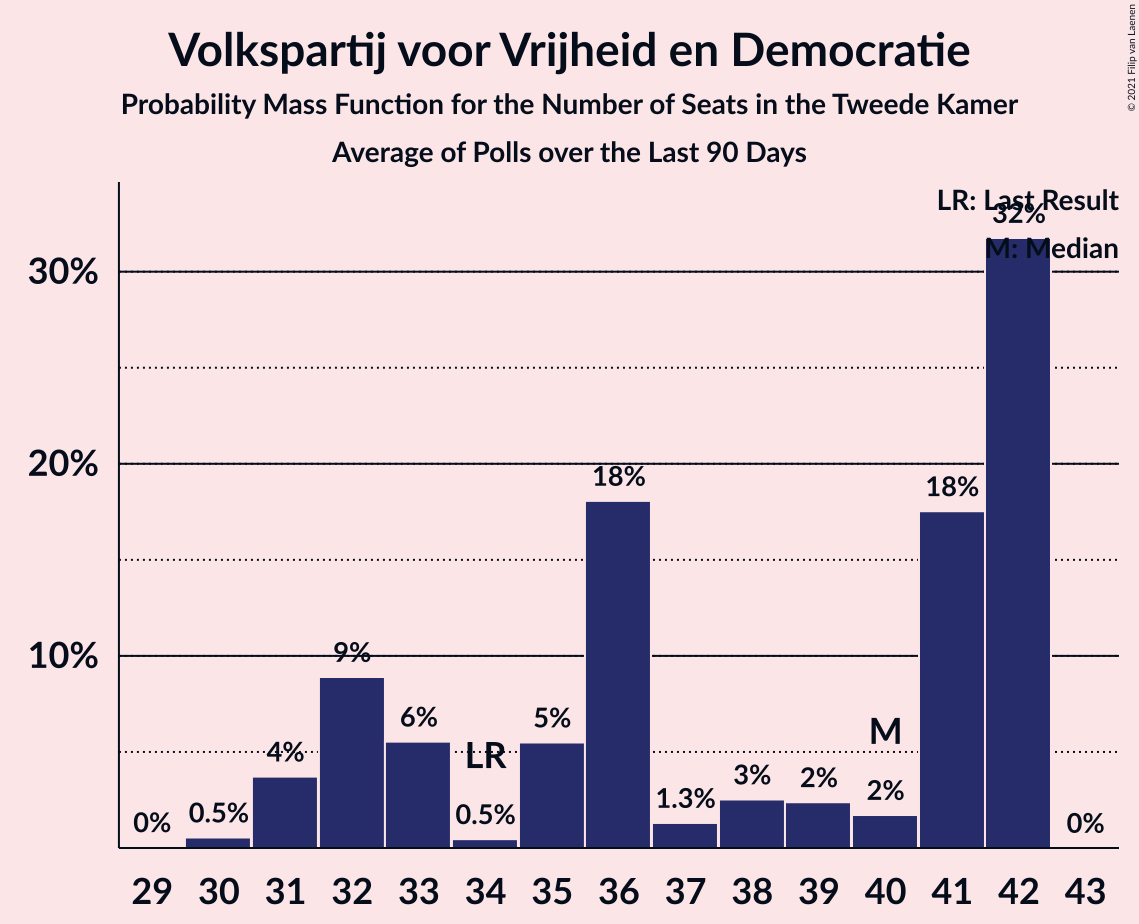 Volkspartij voor Vrijheid en Democratie
Probability Mass Function for the Number of Seats in the Tweede Kamer
Average of Polls over the Last 90 Days
© 2021 Filip van Laenen
LR: Last Result
M: Median
30%
20%
10%
0%
0.5%
4%
9%
6%
LR
0.5%
5%
18%
1.3%
3%
2%
M
2%
18%
32%
0%
29 30 31 32 33 34 35 36 37 38 39 40 41 42 43